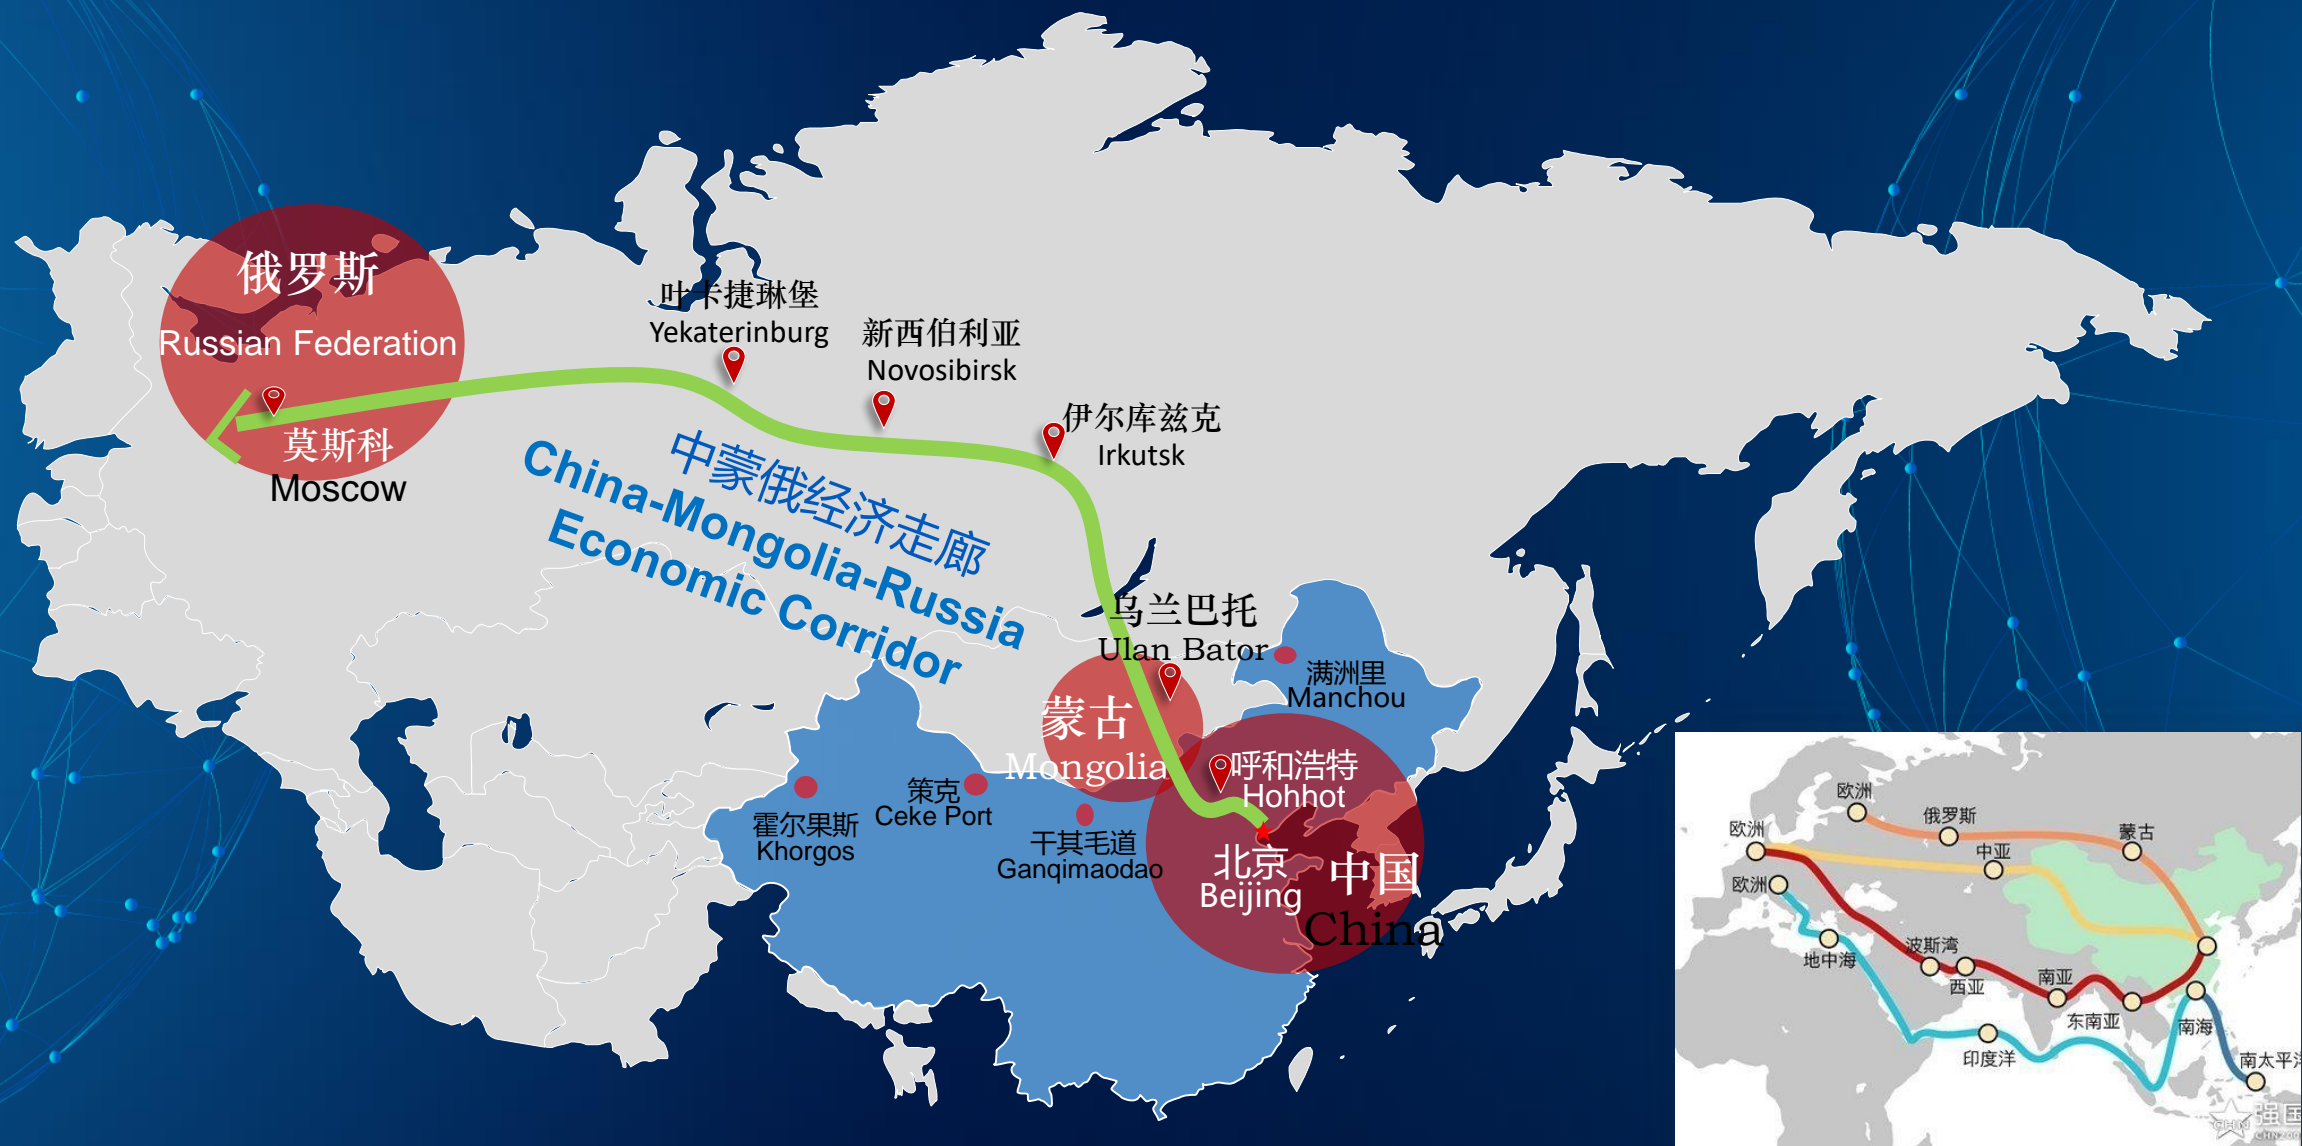 俄罗斯
Russian Federation
莫斯科
Moscow
叶卡捷琳堡
Yekaterinburg
新西伯利亚
Novosibirsk
伊尔库兹克
Irkutsk
中蒙俄经济走廊
China-Mongolia-Russia
Economic Corridor
乌兰巴托
Ulan Bator
满洲里
Manchou
蒙古
Mongolia
呼和浩特
Hohhot
霍尔果斯
Khorgos
策克
Ceke Port
干其毛道
Ganqimaodao
北京
Beijing
中国
China
欧洲
俄罗斯
蒙古
欧洲
中亚
欧洲
地中海
波斯湾
西亚
南亚
东南亚
南海
印度洋
南太平洋
强国
CHN